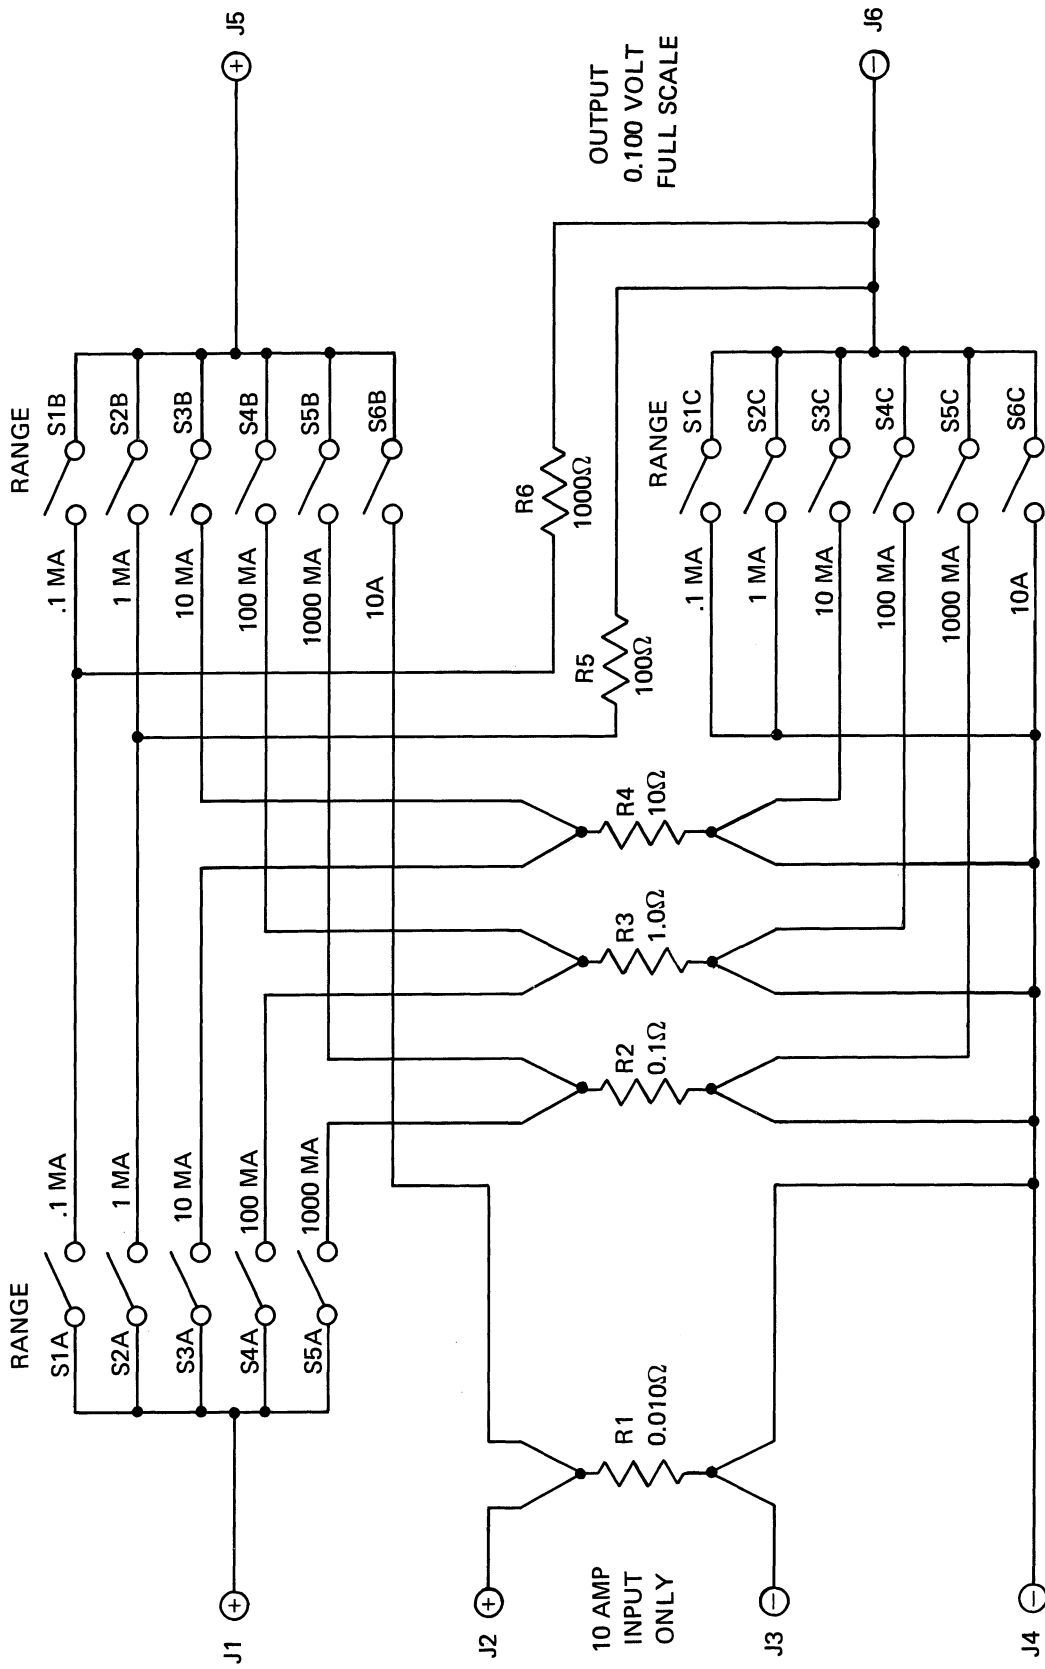 RANGE
S1A
.1 MA
S2A
1 MA
S3A
10 MA
S4A
100 MA
S5A
1000 MA
RANGE
.1 MA
S1B
1 MA
S2B
10 MA
S3B
100 MA
S4B
1000 MA
S5B
10A
S6B
J1
+
+
J5
J2
+
10 AMP
INPUT
ONLY
J3
−
J4
−
R1
0.010Ω
R2
0.1Ω
R3
1.0Ω
R4
10Ω
R5
100Ω
R6
1000Ω
OUTPUT
0.100 VOLT
FULL SCALE
RANGE
.1 MA
S1C
1 MA
S2C
10 MA
S3C
100 MA
S4C
1000 MA
S5C
10A
S6C
−
J6